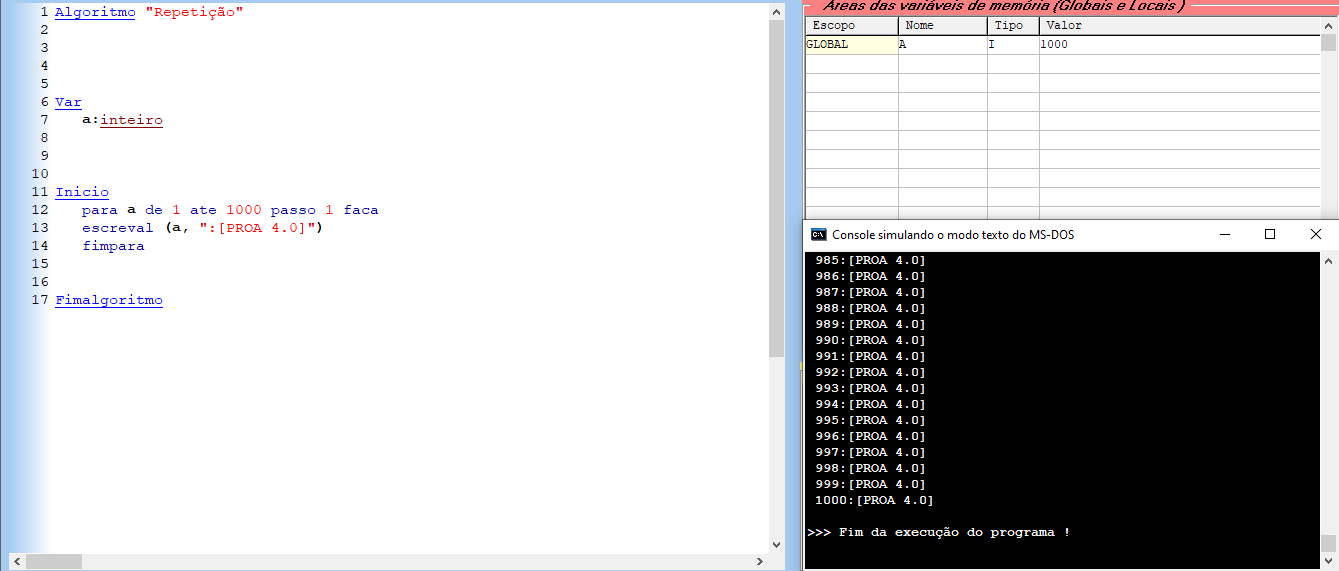 1 Algoritmo "Repetição"
2
3
4
5
6 Var
7 a:inteiro
8
9
10
11 Inicio
12 para a de 1 ate 1000 passo 1 faca
13 escreval (a, ":[PROA 4.0]")
14 fimpara
15
16
17 Fimalgoritmo
Áreas das variáveis de memória (Globais e Locais )
Escopo Nome Tipo Valor
GLOBAL A I 1000
Console simulando o modo texto do MS-DOS
985:[PROA 4.0]
986:[PROA 4.0]
987:[PROA 4.0]
988:[PROA 4.0]
989:[PROA 4.0]
990:[PROA 4.0]
991:[PROA 4.0]
992:[PROA 4.0]
993:[PROA 4.0]
994:[PROA 4.0]
995:[PROA 4.0]
996:[PROA 4.0]
997:[PROA 4.0]
998:[PROA 4.0]
999:[PROA 4.0]
1000:[PROA 4.0]
>>> Fim da execução do programa !